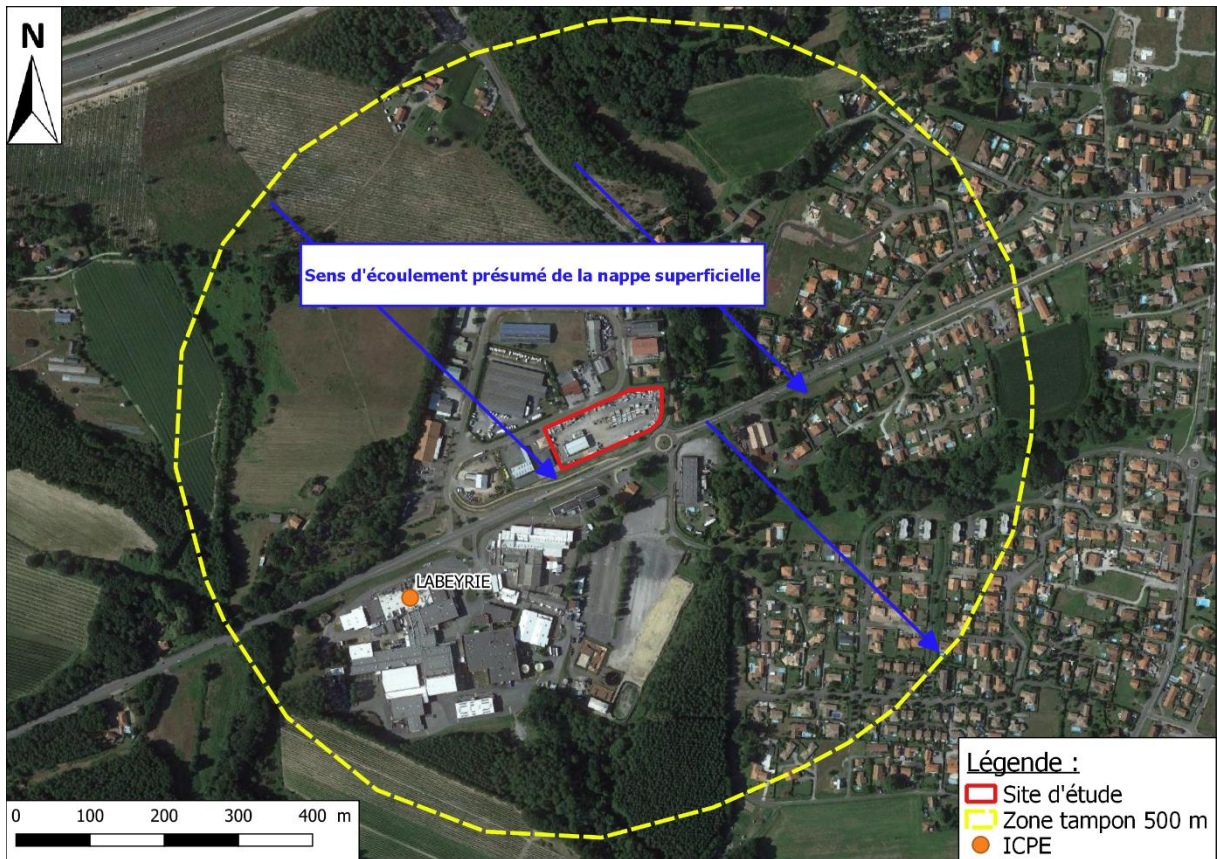 N
Sens d'écoulement présumé de la nappe superficielle
LABEYRIE
0 100 200 300 400 m
Légende :
Site d'étude
Zone tampon 500 m
ICPE